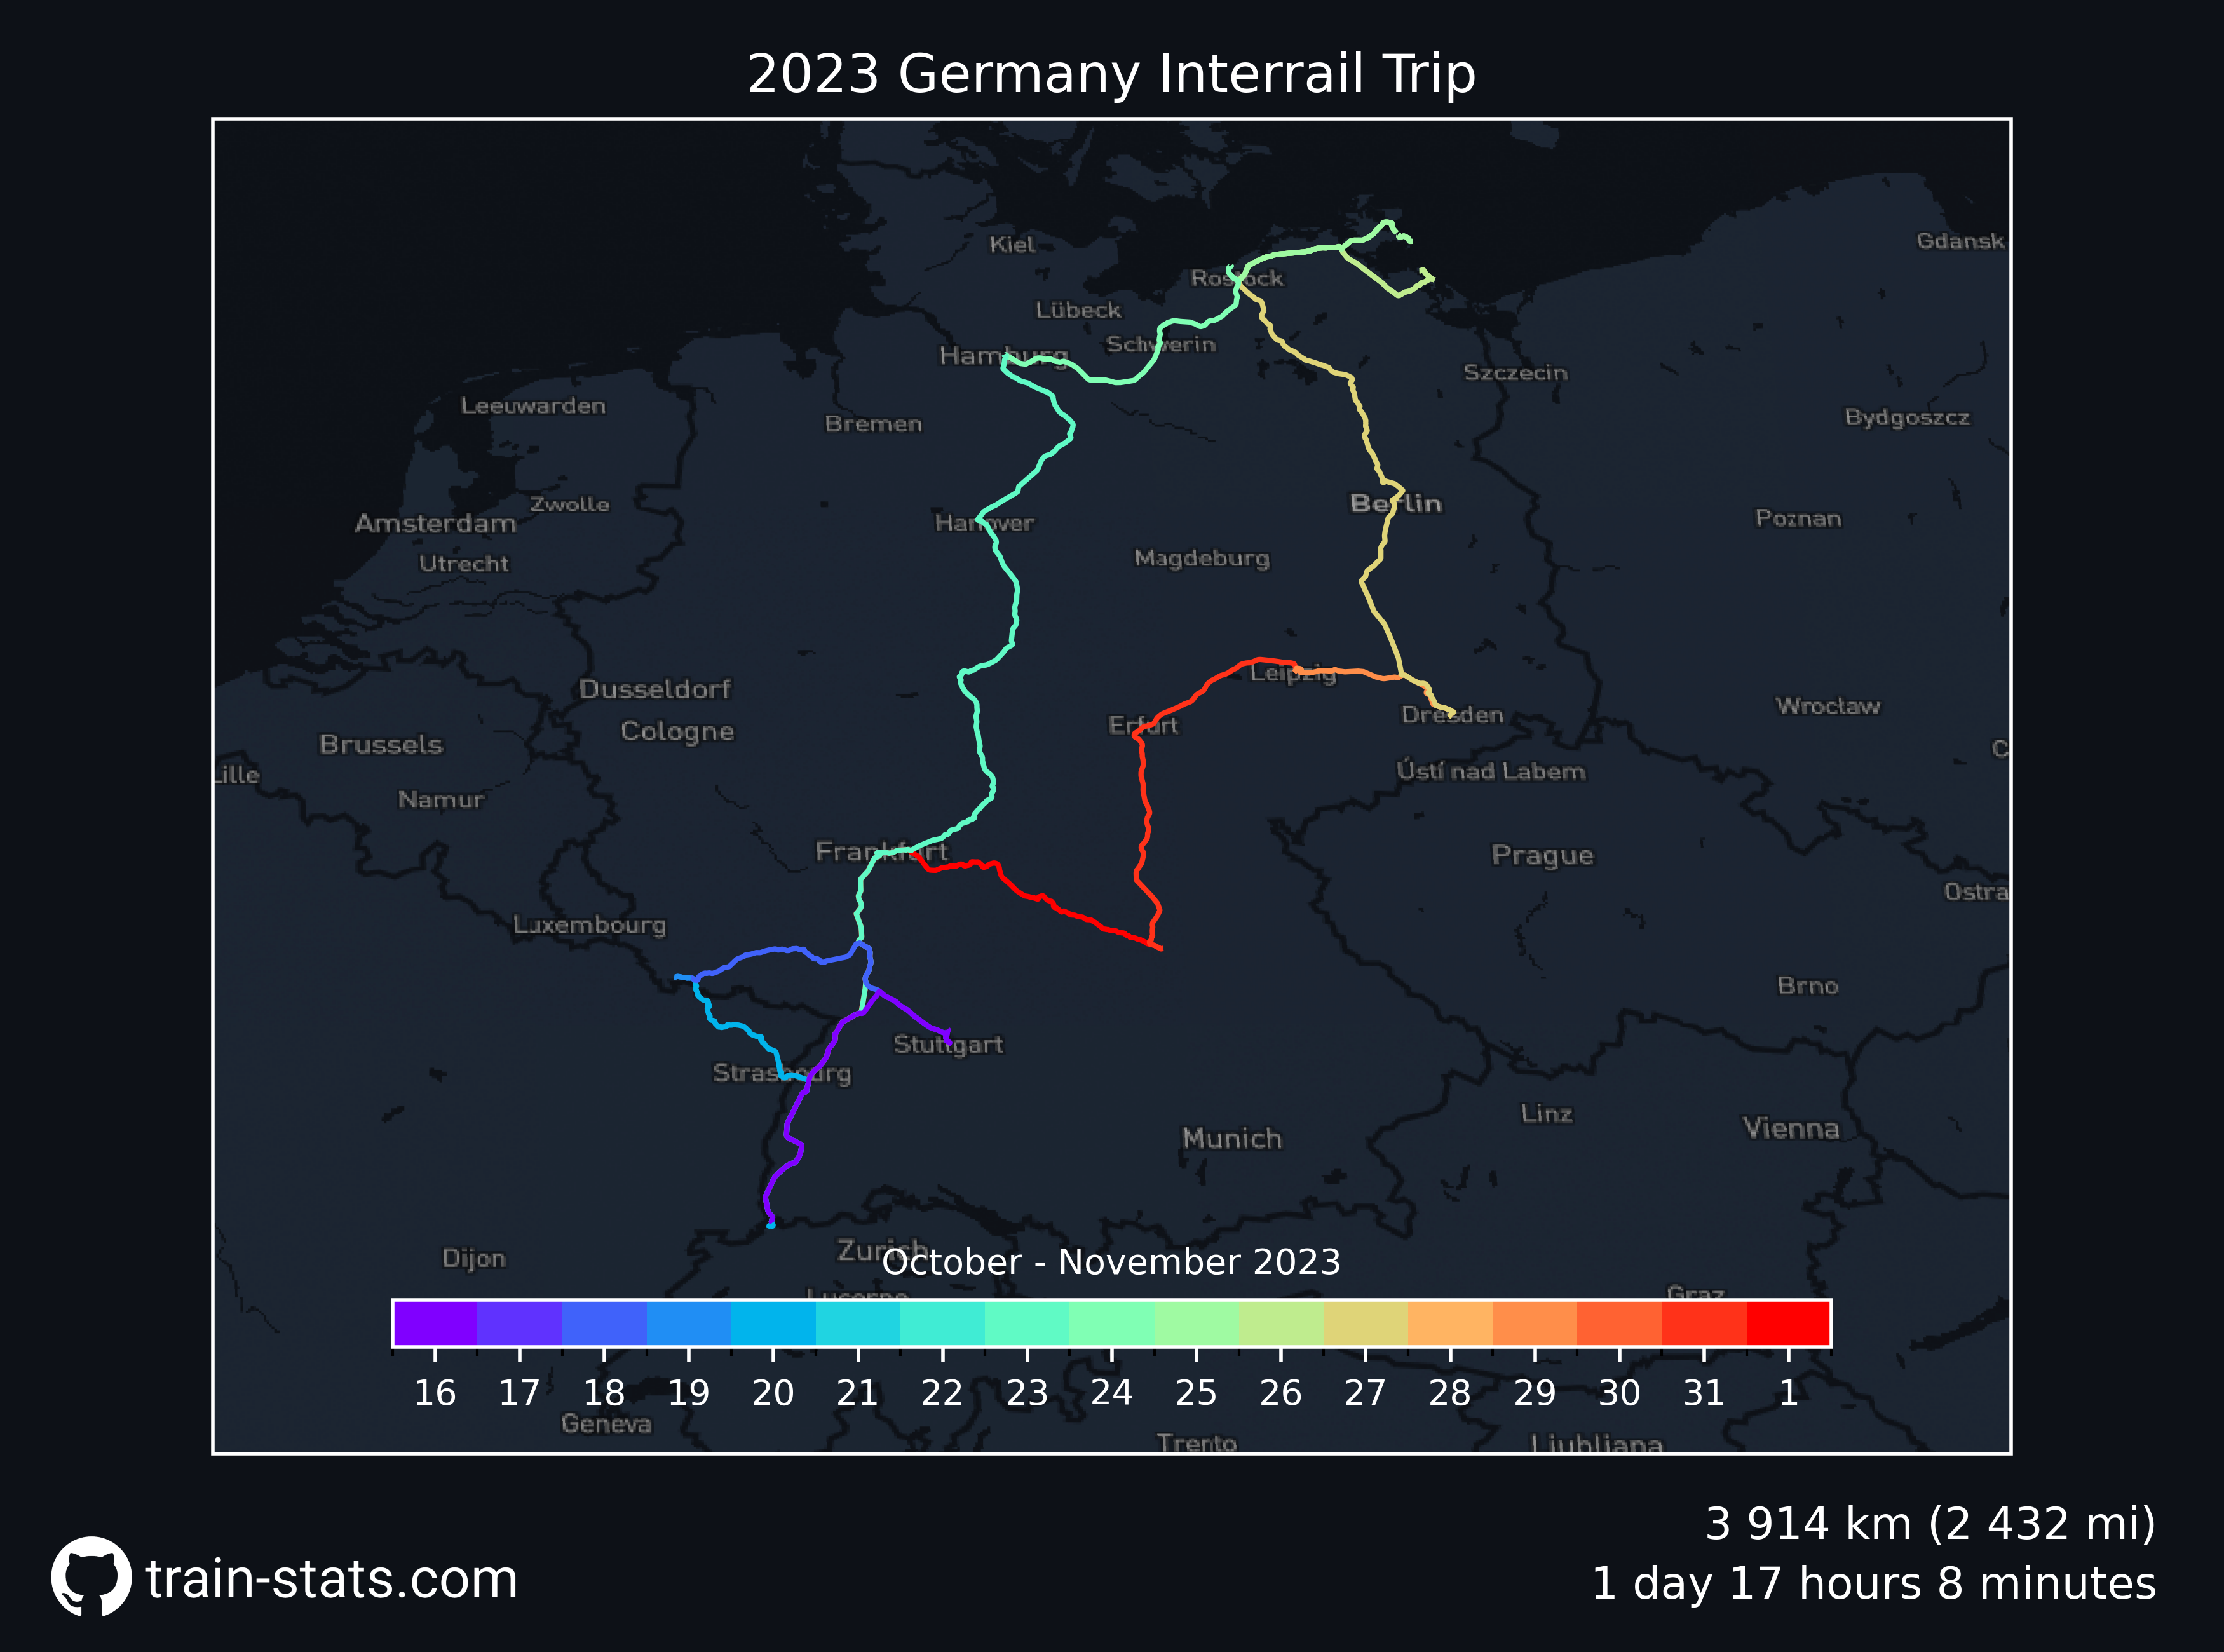 2023 Germany Interrail Trip
Kiel
Gdansk
Rostock
Lübeck
Schwerin
Hamburg
Szczecin
Leeuwarden
Bremen
Bydgoszcz
Zwolle
Berlin
Amsterdam
Hanover
Poznan
Utrecht
Magdeburg
Leipzig
Dusseldorf
Wrocław
Dresden
Erfurt
Cologne
Brussels
C
Lille
Ústí nad Labem
Namur
Frankfurt
Prague
Ostra
Luxembourg
Brno
Stuttgart
Strasbourg
Linz
Vienna
Munich
Zurich
Dijon
October - November 2023
Lucerne
Graz
16 17 18 19 20 21 22 23 24 25 26 27 28 29 30 31 1
Geneva
Trento
Ljubljana
3 914 km (2 432 mi)
train-stats.com
1 day 17 hours 8 minutes